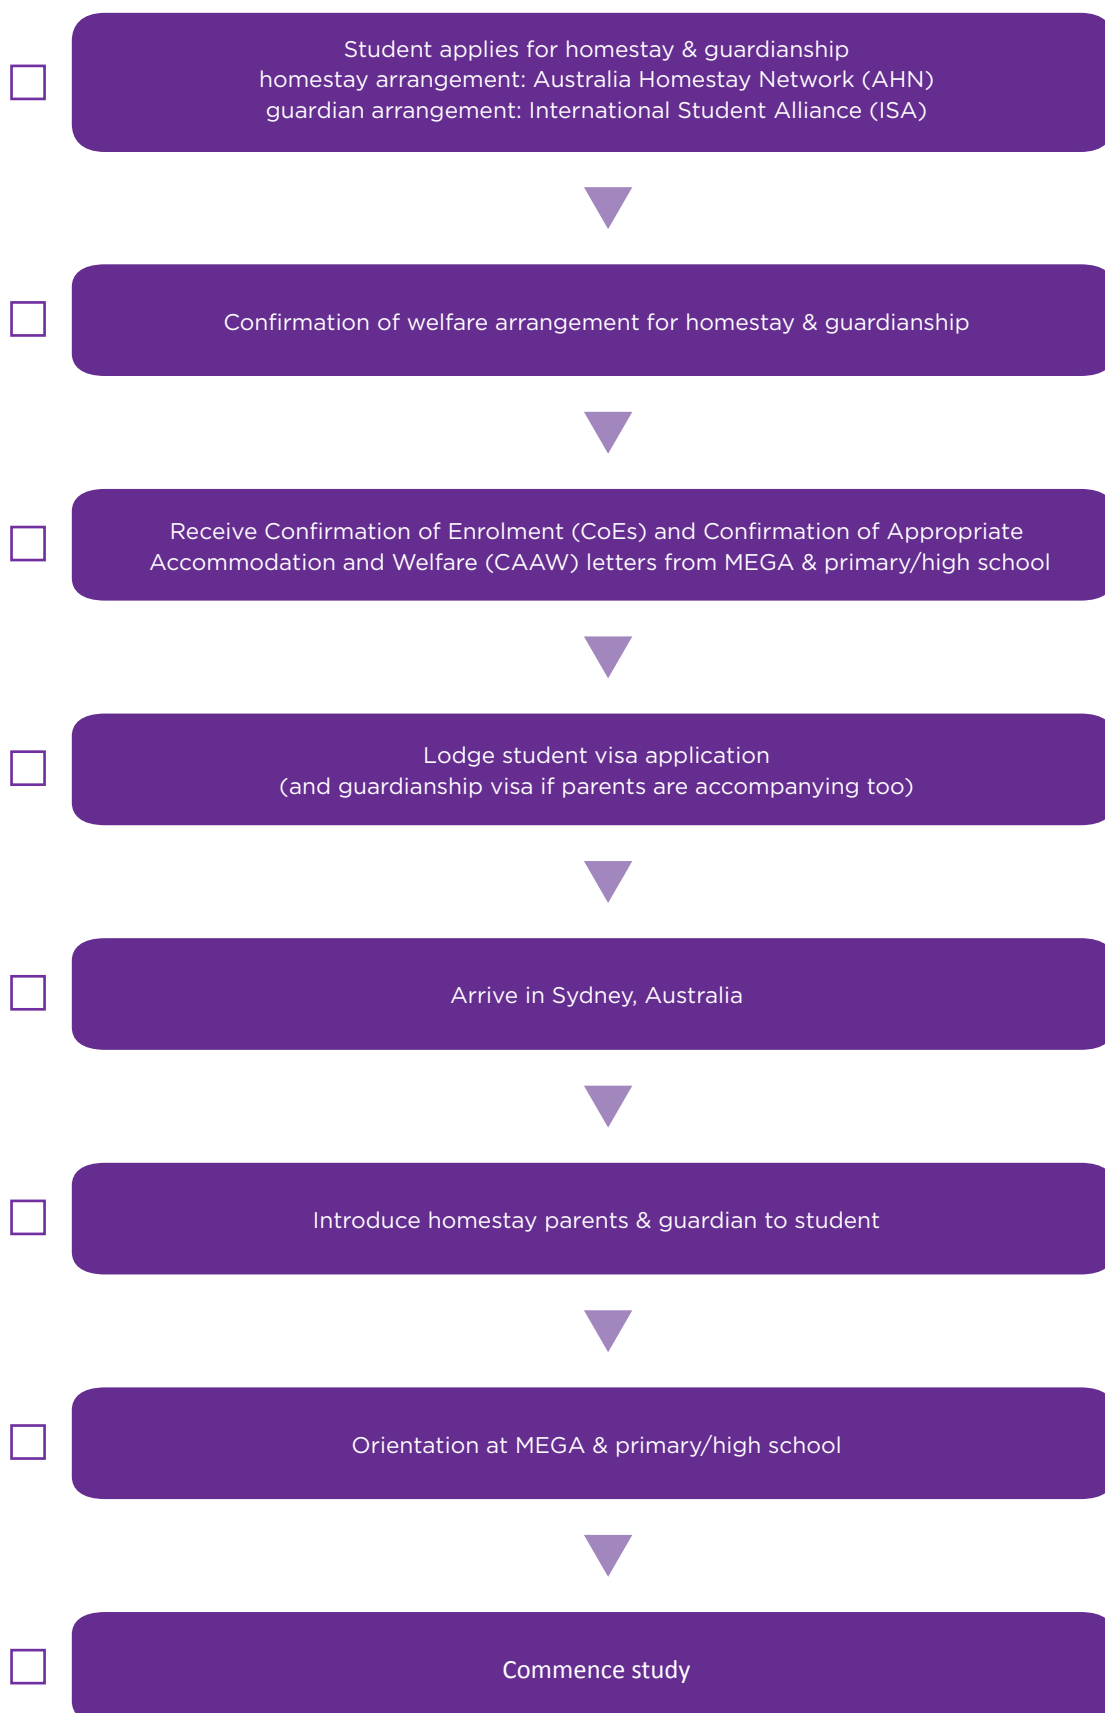 Student applies for homestay & guardianship
homestay arrangement: Australia Homestay Network (AHN)
guardian arrangement: International Student Alliance (ISA)
Confirmation of welfare arrangement for homestay & guardianship
Receive Confirmation of Enrolment (CoEs) and Confirmation of Appropriate
Accommodation and Welfare (CAAW) letters from MEGA & primary/high school
Lodge student visa application
(and guardianship visa if parents are accompanying too)
Arrive in Sydney, Australia
Introduce homestay parents & guardian to student
Orientation at MEGA & primary/high school
Commence study